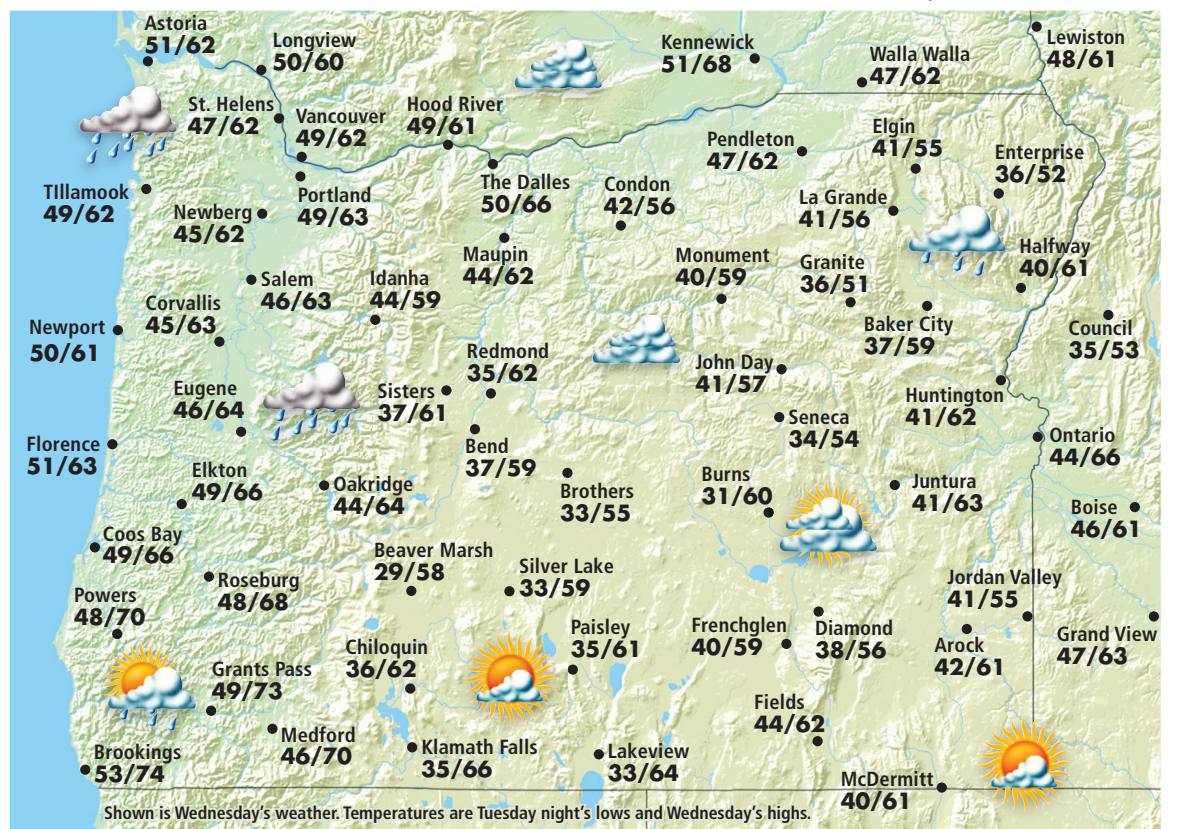 Astoria
51/62
Longview
50/60
Kennewick
51/68
Walla Walla
47/62
Lewiston
48/61
St. Helens
47/62
Vancouver
49/62
Hood River
49/61
Pendleton
47/62
Elgin
41/55
Enterprise
36/52
TIllamook
49/62
Portland
49/63
Newberg
45/62
The Dalles
50/66
Condon
42/56
La Grande
41/56
Maupin
44/62
Monument
40/59
Granite
36/51
Halfway
40/61
Salem
46/63
Idanha
44/59
Corvallis
45/63
Newport
50/61
Baker City
37/59
Council
35/53
Redmond
35/62
John Day
41/57
Eugene
46/64
Sisters
37/61
Huntington
41/62
Seneca
34/54
Florence
51/63
Bend
37/59
Ontario
44/66
Elkton
49/66
Oakridge
44/64
Brothers
33/55
Burns
31/60
Juntura
41/63
Boise
46/61
Coos Bay
49/66
Beaver Marsh
29/58
Silver Lake
33/59
Roseburg
48/68
Jordan Valley
41/55
Powers
48/70
Paisley
35/61
Frenchglen
40/59
Diamond
38/56
Arock
42/61
Grand View
47/63
Chiloquin
36/62
Grants Pass
49/73
Fields
44/62
Medford
46/70
Brookings
53/74
Klamath Falls
35/66
Lakeview
33/64
McDermitt
40/61
Shown is Wednesday's weather. Temperatures are Tuesday night's lows and Wednesday's highs.